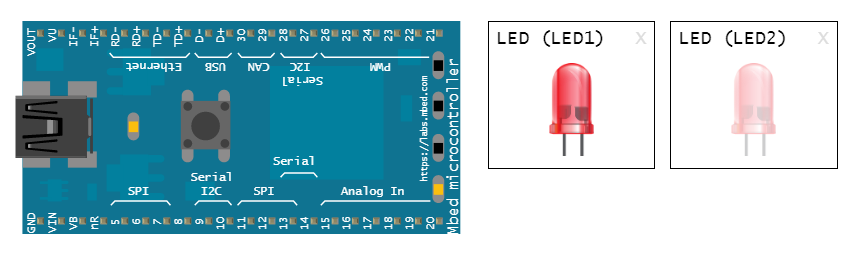 VOUT VU IF- IF+ RD- RD+ TD- TD+ D- D+ 30 29 28 27 26 25 24 23 22 21
Ethernet USB CAN I2C PWM
Serial
https://labs.mbed.com
Mbed microcontroller
Serial
Serial
SPI I2C SPI Analog In
GND VIN VB nR 5 6 7 8 9 10 11 12 13 14 15 16 17 18 19 20
LED (LED1) X
LED (LED2) X